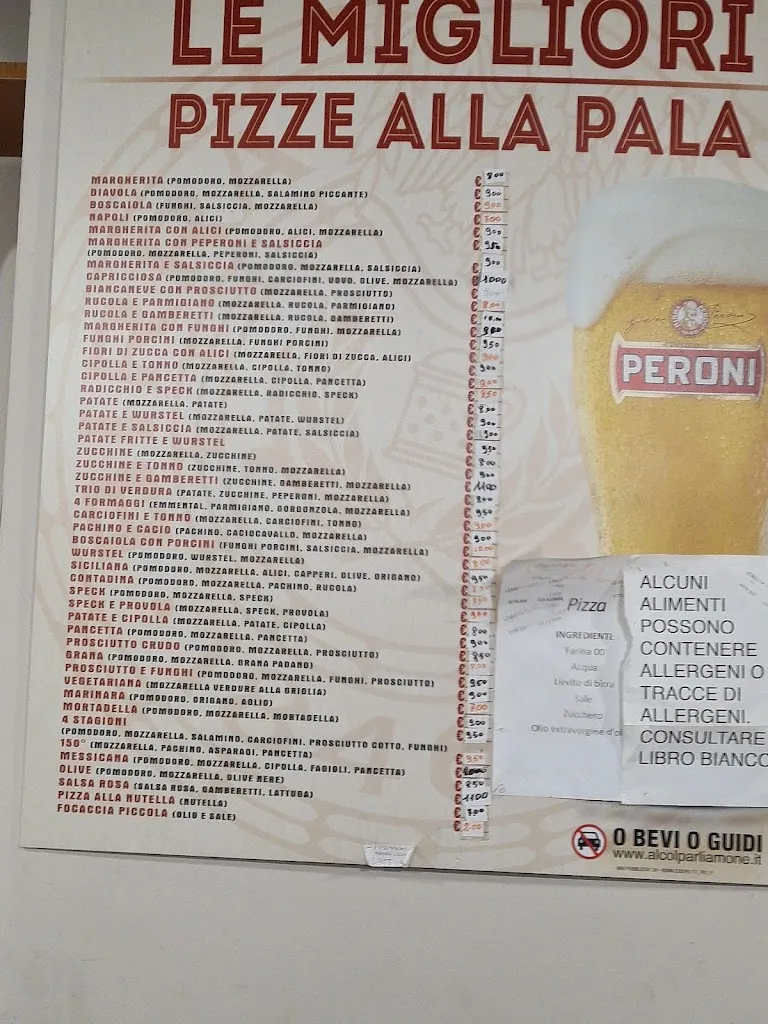 LE MIGLIORI
PIZZE ALLA PALA
MARGHERITA (POMODORO, MOZZARELLA)
DIAVOLA (POMODORO, MOZZARELLA, SALAMINO PICCANTE)
BOSCAIOLA (FUNGHI, SALSICCIA, MOZZARELLA)
NAPOLI (POMODORO, ALICI)
MARGHERITA CON ALICI (POMODORO, ALICI, MOZZARELLA)
MARGHERITA CON PEPERONI E SALSICCIA
(POMODORO, MOZZARELLA, PEPERONI, SALSICCIA)
MARGHERITA E SALSICCIA (POMODORO, MOZZARELLA, SALSICCIA)
CAPRICCIOSA (POMODORO, FUNGHI, CARCIOFINI, UOVO, OLIVE, MOZZARELLA)
BIANCANEVE CON PROSCIUTTO (MOZZARELLA, PROSCIUTTO)
RUCOLA E PARMIGIANO (MOZZARELLA, RUCOLA, PARMIGIANO)
RUCOLA E GAMBERETTI (MOZZARELLA, RUCOLA, GAMBERETTI)
MARGHERITA CON FUNGHI (POMODORO, FUNGHI, MOZZARELLA)
FUNGHI PORCINI (MOZZARELLA, FUNGHI PORCINI)
FIORI DI ZUCCA CON ALICI (MOZZARELLA, FIORI DI ZUCCA, ALICI)
CIPOLLA E TONNO (MOZZARELLA, CIPOLLA, TONNO)
CIPOLLA E PANCETTA (MOZZARELLA, CIPOLLA, PANCETTA)
RADICCHIO E SPECK (MOZZARELLA, RADICCHIO, SPECK)
PATATE (MOZZARELLA, PATATE)
PATATE E WURSTEL (MOZZARELLA, PATATE, WURSTEL)
PATATE E SALSICCIA (MOZZARELLA, PATATE, SALSICCIA)
PATATE FRITTE E WURSTEL
ZUCCHINE (MOZZARELLA, ZUCCHINE)
ZUCCHINE E TONNO (ZUCCHINE, TONNO, MOZZARELLA)
ZUCCHINE E GAMBERETTI (ZUCCHINE, GAMBERETTI, MOZZARELLA)
TRIO DI VERDURA (PATATE, ZUCCHINE, PEPERONI, MOZZARELLA)
4 FORMAGGI (EMMENTAL, PARMIGIANO, GORGONZOLA, MOZZARELLA)
CARCIOFINI E TONNO (MOZZARELLA, CARCIOFINI, TONNO)
PACHINO E CACIO (PACHINO, CACIOCAVALLO, MOZZARELLA)
BOSCAIOLA CON PORCINI (FUNGHI PORCINI, SALSICCIA, MOZZARELLA)
WURSTEL (POMODORO, WURSTEL, MOZZARELLA)
SICILIANA (POMODORO, MOZZARELLA, ALICI, CAPPERI, OLIVE, ORIGANO)
CONTADINA (POMODORO, MOZZARELLA, PACHINO, RUCOLA)
SPECK (POMODORO, MOZZARELLA, SPECK)
SPECK E PROVOLA (MOZZARELLA, SPECK, PROVOLA)
PATATE E CIPOLLA (MOZZARELLA, PATATE, CIPOLLA)
PANCETTA (POMODORO, MOZZARELLA, PANCETTA)
PROSCIUTTO CRUDO (POMODORO, MOZZARELLA, PROSCIUTTO)
GRANA (POMODORO, MOZZARELLA, GRANA PADANO)
PROSCIUTTO E FUNGHI (POMODORO, MOZZARELLA, FUNGHI, PROSCIUTTO)
VEGETARIANA (MOZZARELLA VERDURE ALLA GRIGLIA)
MARINARA (POMODORO, ORIGANO, AGLIO)
MORTADELLA (POMODORO, MOZZARELLA, MORTADELLA)
4 STAGIONI
(POMODORO, MOZZARELLA, SALAMINO, CARCIOFINI, PROSCIUTTO COTTO, FUNGHI)
150° (MOZZARELLA, PACHINO, ASPARAGI, PANCETTA)
MESSICANA (POMODORO, MOZZARELLA, CIPOLLA, FAGIOLI, PANCETTA)
OLIVE (POMODORO, MOZZARELLA, OLIVE NERE)
SALSA ROSA (SALSA ROSA, GAMBERETTI, LATTUGA)
PIZZA ALLA NUTELLA (NUTELLA)
FOCACCIA PICCOLA (OLIO E SALE)
PERONI
Pizza
INGREDIENTI:
Farina 00
Acqua
Lievito di birra
Sale
Zucchero
Olio extravergine d'ol
ALCUNI
ALIMENTI
POSSONO
CONTENERE
ALLERGENI O
TRACCE DI
ALLERGENI.
CONSULTARE
LIBRO BIANCO
O BEVI O GUIDI
www.alcolparliamone.it